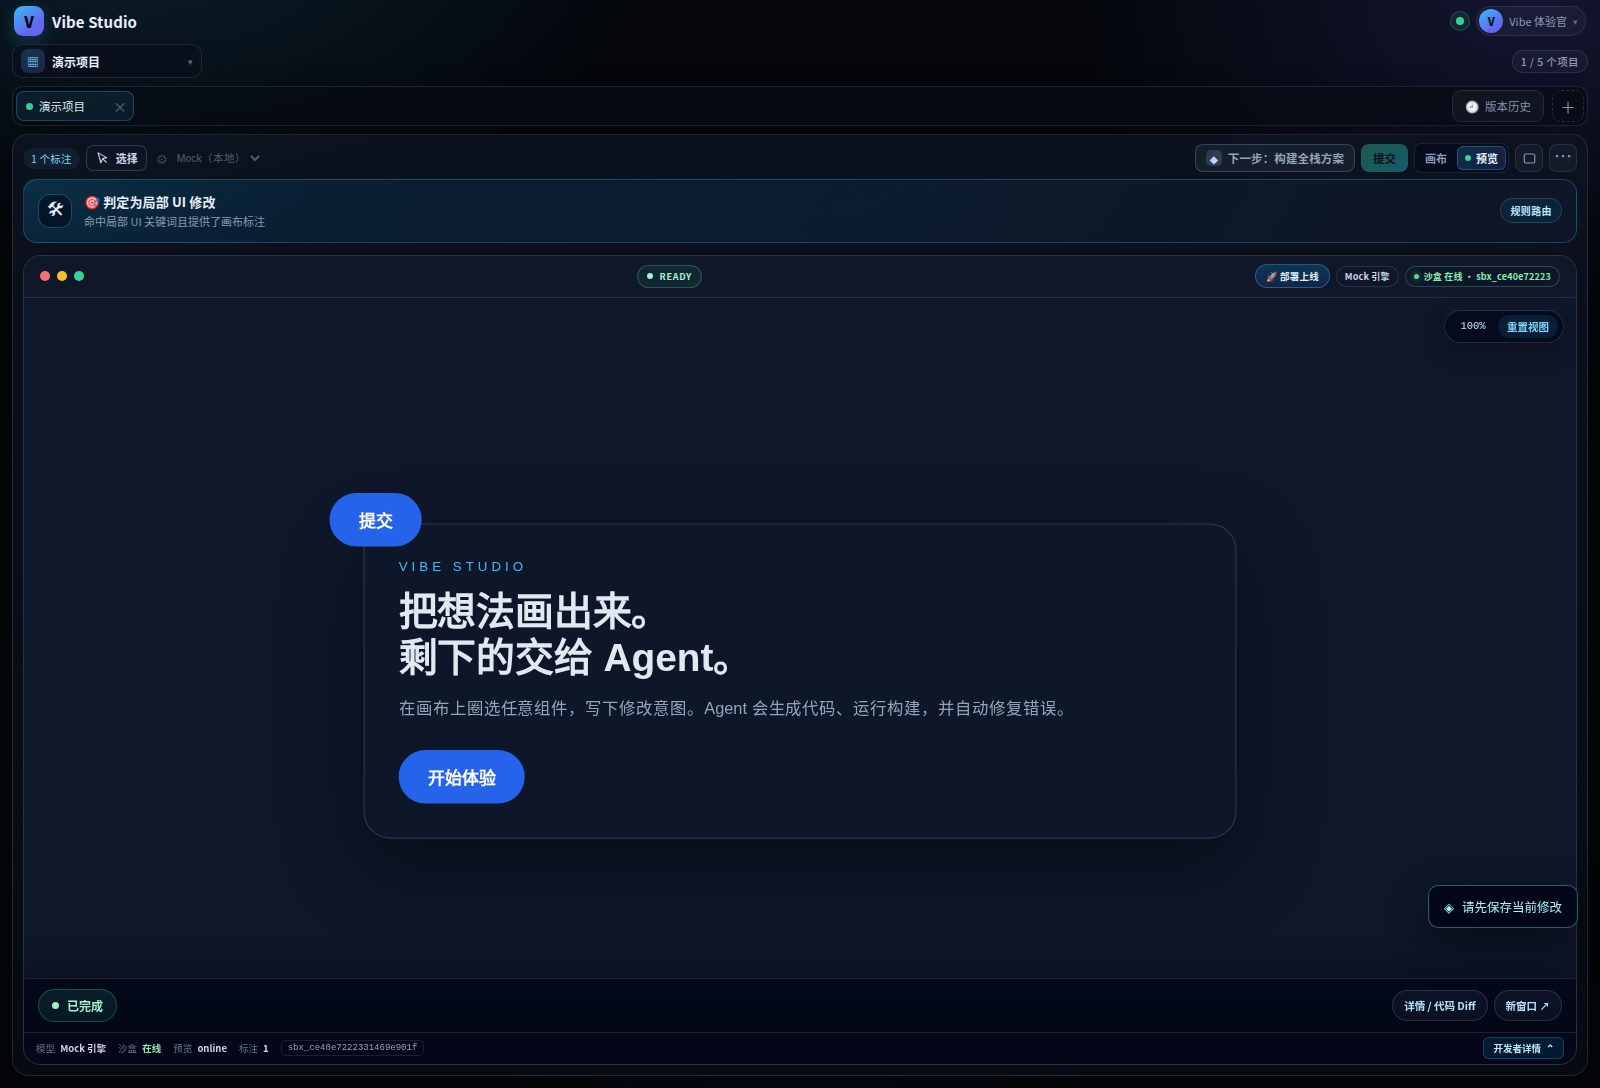 V Vibe Studio
V Vibe 体验官
演示项目
1 / 5 个项目
演示项目
版本历史
1 个标注 选择 Mock（本地）
下一步：构建全栈方案 提交 画布 预览
判定为局部 UI 修改
命中局部 UI 关键词且提供了画布标注
规则路由
READY
部署上线 Mock 引擎 沙盒 在线 · sbx_ce40e72223
100% 重置视图
提交
VIBE STUDIO
把想法画出来。
剩下的交给 Agent。
在画布上圈选任意组件，写下修改意图。Agent 会生成代码、运行构建，并自动修复错误。
开始体验
请先保存当前修改
已完成
详情 / 代码 Diff 新窗口 ↗
模型 Mock 引擎 沙盒 在线 预览 online 标注 1 sbx_ce40e7222331469e901f
开发者详情